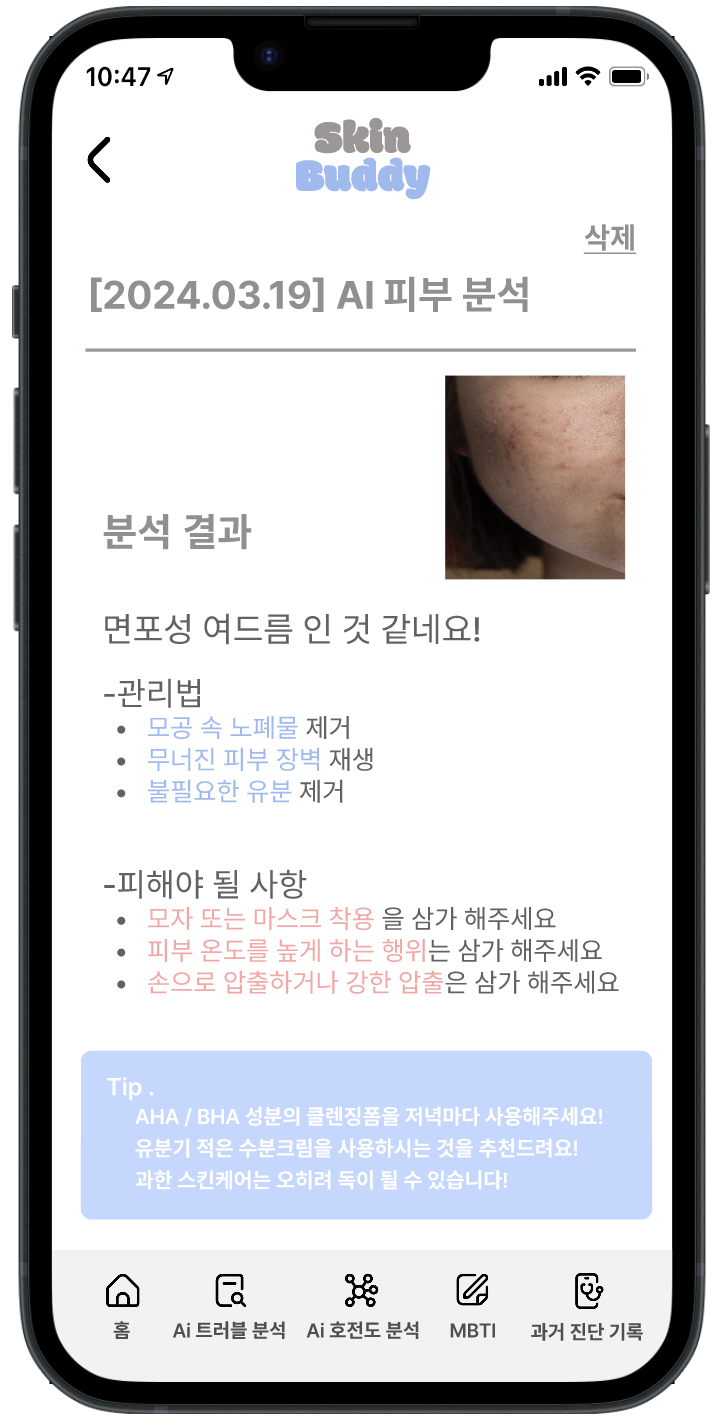 10:47
Skin
Buddy
삭제
[2024.03.19] AI 피부 분석
분석 결과
면포성 여드름 인 것 같네요!
-관리법
• 모공 속 노폐물 제거
• 무너진 피부 장벽 재생
• 불필요한 유분 제거
-피해야 될 사항
• 모자 또는 마스크 착용 을 삼가 해주세요
• 피부 온도를 높게 하는 행위는 삼가 해주세요
• 손으로 압출하거나 강한 압출은 삼가 해주세요
Tip .
AHA / BHA 성분의 클렌징폼을 저녁마다 사용해주세요!
유분기 적은 수분크림을 사용하시는 것을 추천드려요!
과한 스킨케어는 오히려 독이 될 수 있습니다!
홈
Ai 트러블 분석
Ai 호전도 분석
MBTI
과거 진단 기록